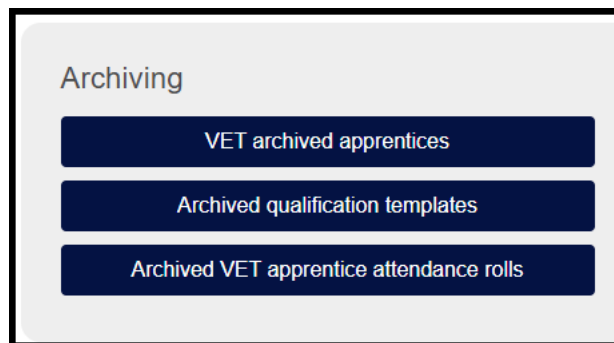 Archiving
VET archived apprentices
Archived qualification templates
Archived VET apprentice attendance rolls